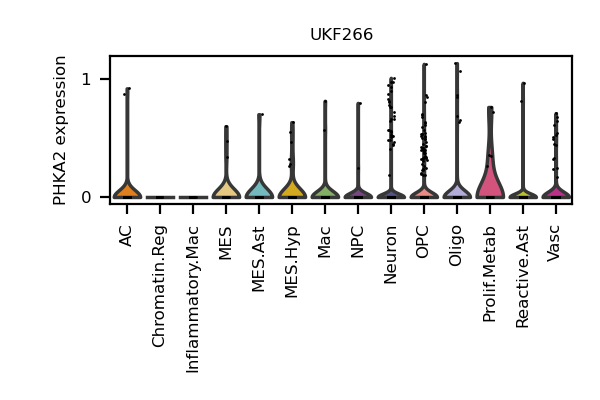 UKF266
PHKA2 expression
1
0
AC
Chromatin.Reg
Inflammatory.Mac
MES
MES.Ast
MES.Hyp
Mac
NPC
Neuron
OPC
Oligo
Prolif.Metab
Reactive.Ast
Vasc